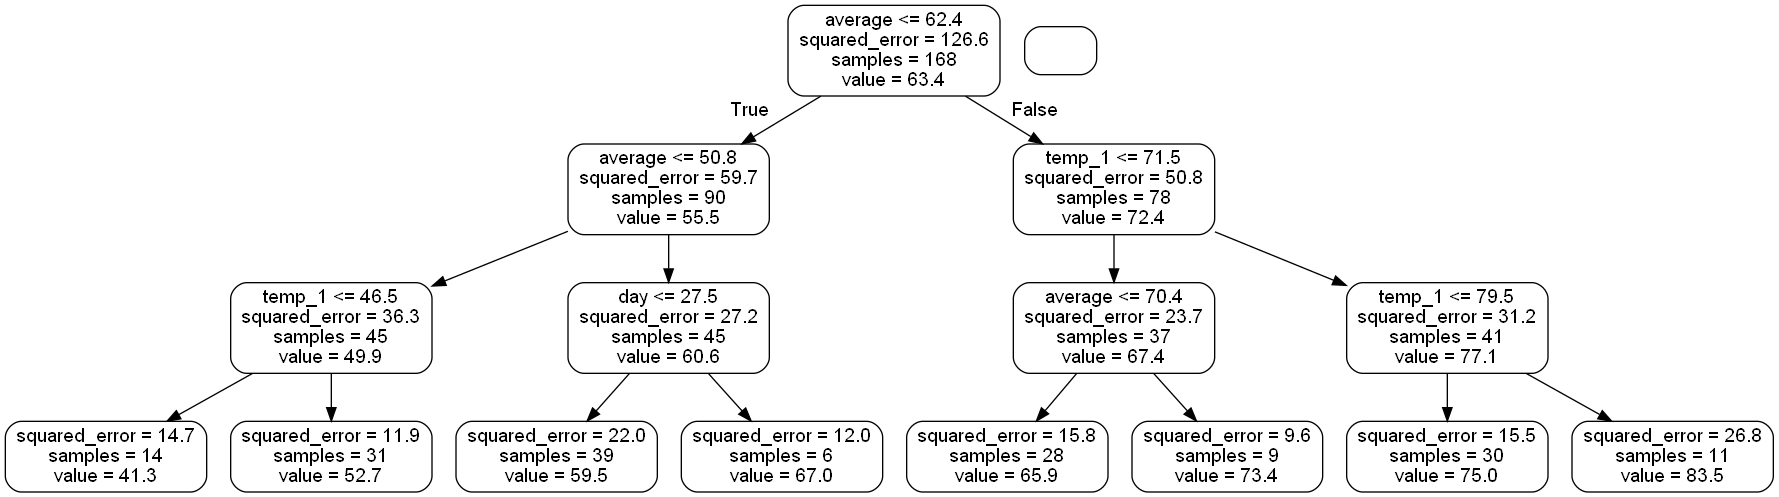 average <= 62.4
squared_error = 126.6
samples = 168
value = 63.4
True
False
average <= 50.8
squared_error = 59.7
samples = 90
value = 55.5
temp_1 <= 71.5
squared_error = 50.8
samples = 78
value = 72.4
temp_1 <= 46.5
squared_error = 36.3
samples = 45
value = 49.9
day <= 27.5
squared_error = 27.2
samples = 45
value = 60.6
average <= 70.4
squared_error = 23.7
samples = 37
value = 67.4
temp_1 <= 79.5
squared_error = 31.2
samples = 41
value = 77.1
squared_error = 14.7
samples = 14
value = 41.3
squared_error = 11.9
samples = 31
value = 52.7
squared_error = 22.0
samples = 39
value = 59.5
squared_error = 12.0
samples = 6
value = 67.0
squared_error = 15.8
samples = 28
value = 65.9
squared_error = 9.6
samples = 9
value = 73.4
squared_error = 15.5
samples = 30
value = 75.0
squared_error = 26.8
samples = 11
value = 83.5